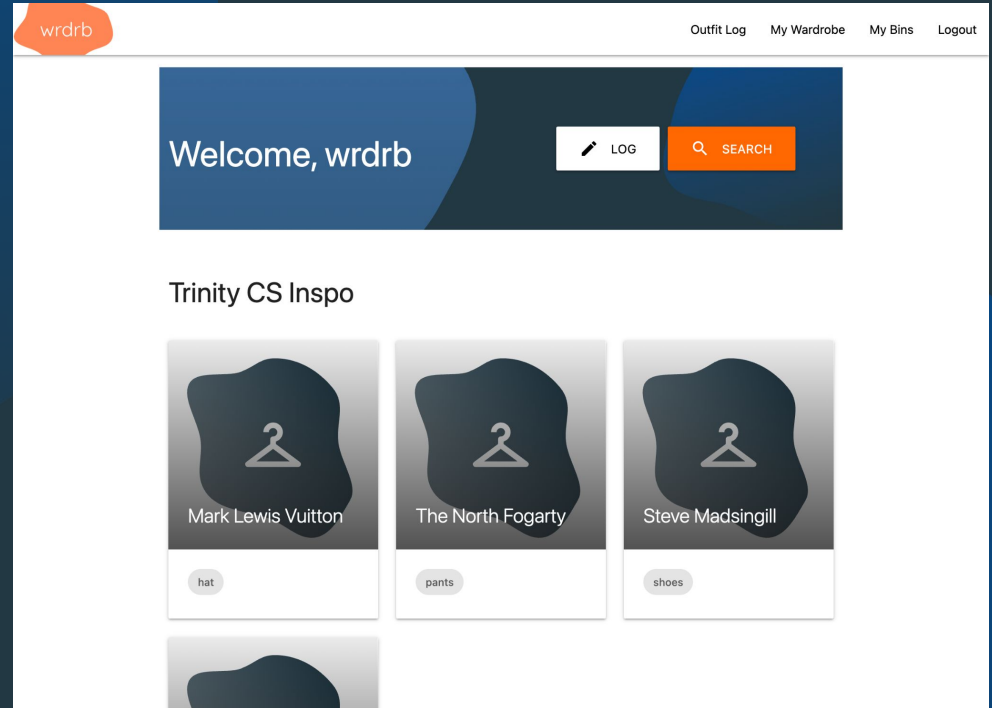 wrdrb
Outfit Log My Wardrobe My Bins Logout
Welcome, wrdrb
LOG
SEARCH
Trinity CS Inspo
Mark Lewis Vuitton
hat
The North Fogarty
pants
Steve Madsingill
shoes